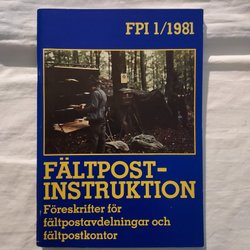 FPI 1/1981
FÄLTPOST-
INSTRUKTION
Föreskrifter för
fältpostavdelningar och
fältpostkontor